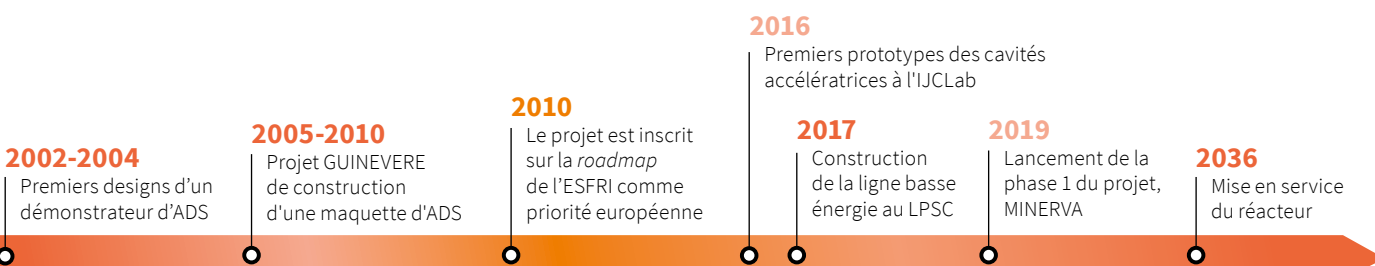 2002-2004
Premiers designs d’un
démonstrateur d’ADS
2005-2010
Projet GUINEVERE
de construction
d'une maquette d'ADS
2010
Le projet est inscrit
sur la roadmap
de l’ESFRI comme
priorité européenne
2016
Premiers prototypes des cavités
accélératrices à l'IJCLab
2017
Construction
de la ligne basse
énergie au LPSC
2019
Lancement de la
phase 1 du projet,
MINERVA
2036
Mise en service
du réacteur